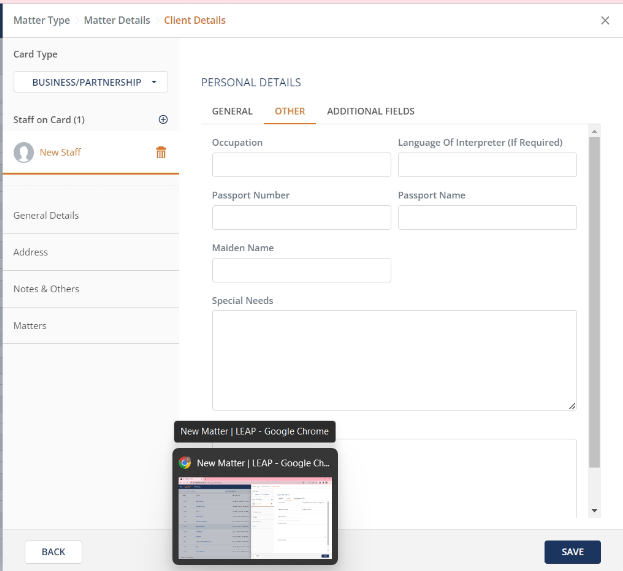 Matter Type Matter Details Client Details
Card Type
BUSINESS/PARTNERSHIP
Staff on Card (1)
New Staff
General Details
Address
Notes & Others
Matters
PERSONAL DETAILS
GENERAL OTHER ADDITIONAL FIELDS
Occupation Language Of Interpreter (If Required)
Passport Number Passport Name
Maiden Name
Special Needs
New Matter | LEAP - Google Chrome
New Matter | LEAP - Google Ch...
BACK SAVE